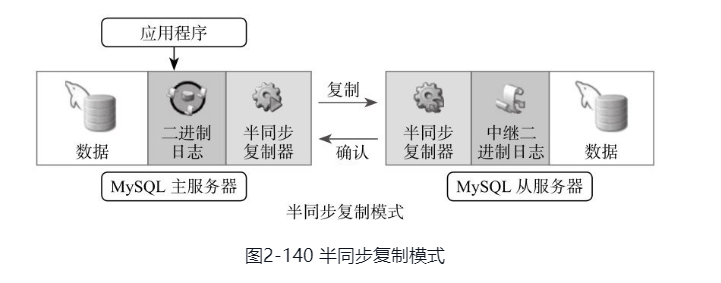 应用程序
数据
二进制
日志
半同步
复制器
复制
确认
半同步
复制器
中继二
进制日志
数据
MySQL 主服务器
MySQL 从服务器
半同步复制模式
图2-140 半同步复制模式